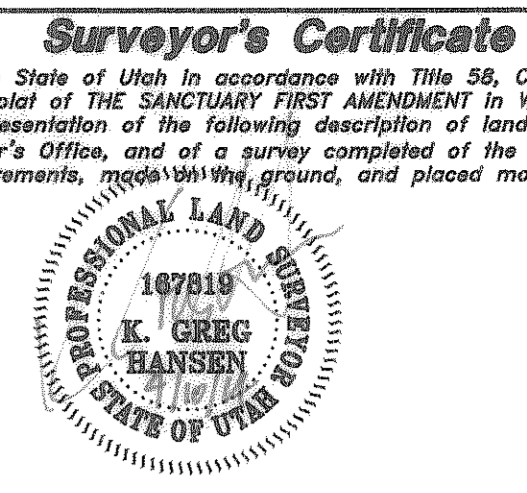 Surveyor's Certificate
State of Utah in accordance with Title 58, C
plat of THE SANCTUARY FIRST AMENDMENT in
resentation of the following description of land
r's Office, and of a survey completed of the
rements, made on the ground, and placed mo
PROFESSIONAL LAND SURVEYOR
167819
K. GREG
HANSEN
STATE OF UTAH